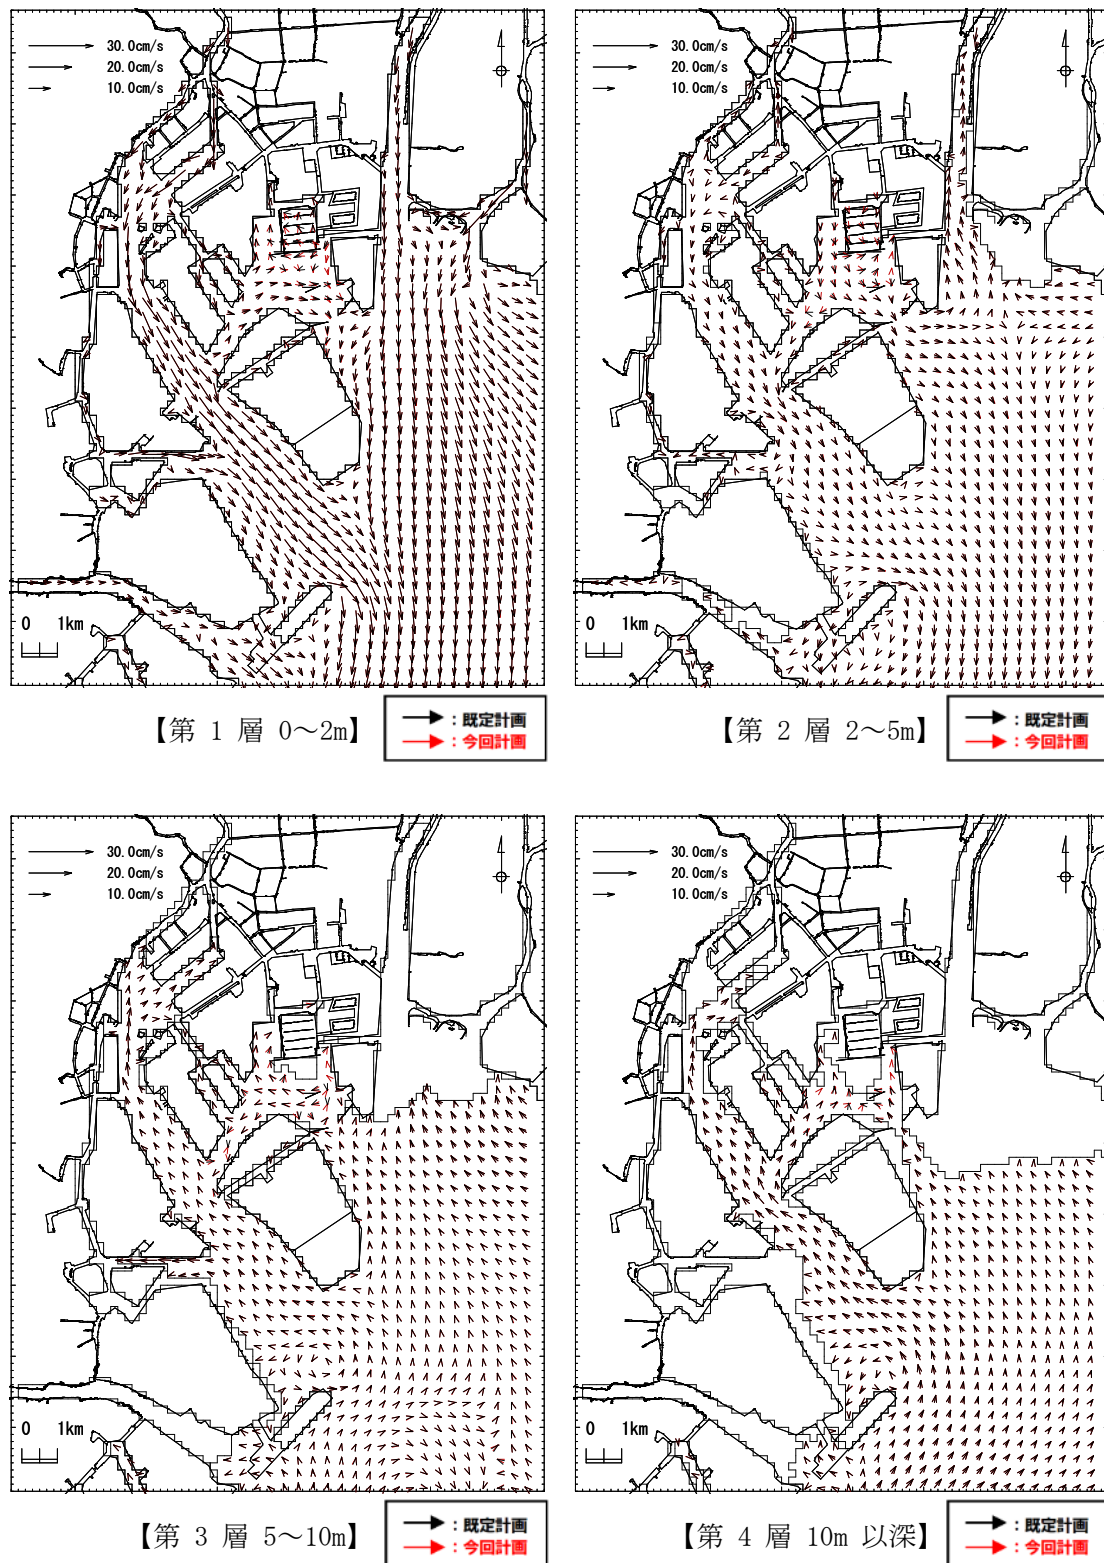 30.0cm/s
20.0cm/s
10.0cm/s
0 1km
【第 1 層 0～2m】
：既定計画
：今回計画
30.0cm/s
20.0cm/s
10.0cm/s
0 1km
【第 2 層 2～5m】
：既定計画
：今回計画
30.0cm/s
20.0cm/s
10.0cm/s
0 1km
【第 3 層 5～10m】
：既定計画
：今回計画
30.0cm/s
20.0cm/s
10.0cm/s
0 1km
【第 4 層 10m 以深】
：既定計画
：今回計画